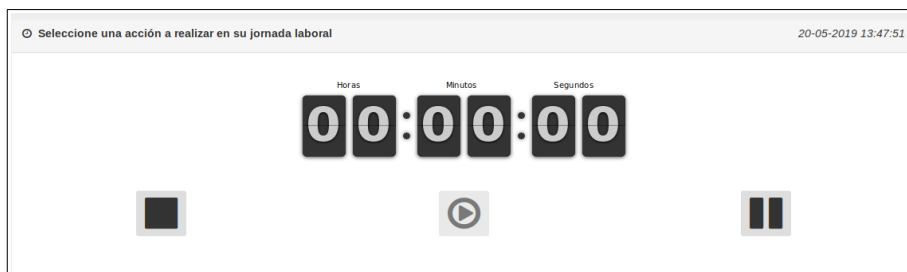 Seleccione una acción a realizar en su jornada laboral 20-05-2019 13:47:51
Horas Minutos Segundos
00:00:00